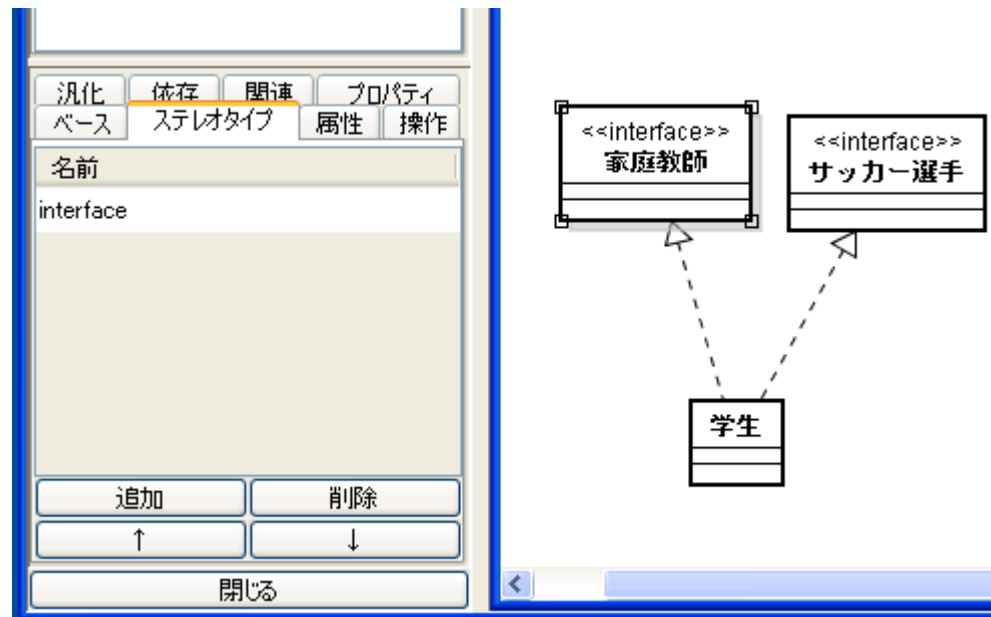 汎化 依存 関連 プロパティ
ベース ステレオタイプ 属性 操作
名前
interface
追加 削除
↑ ↓
閉じる
<<interface>>
家庭教師
<<interface>>
サッカー選手
学生